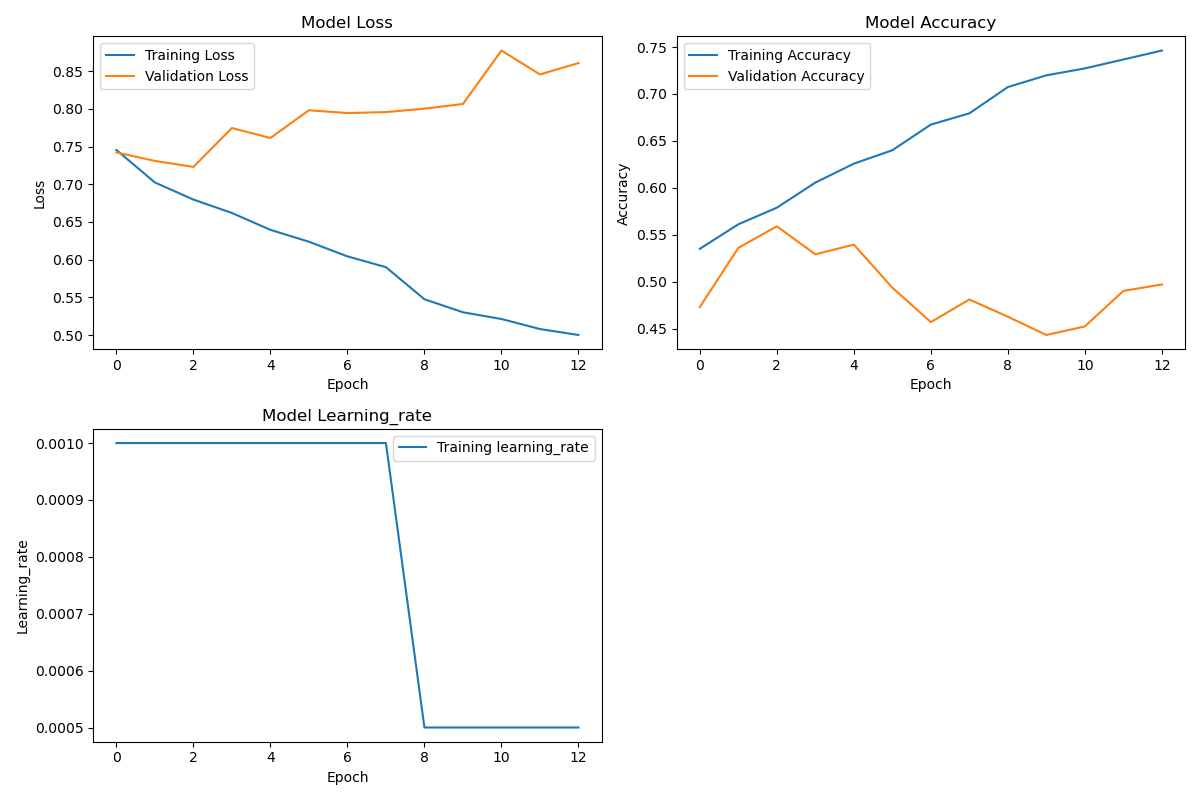 Model Loss
Training Loss
Validation Loss
0.85
0.80
0.75
0.70
0.65
0.60
0.55
0.50
Loss
0 2 4 6 8 10 12
Epoch
Model Accuracy
Training Accuracy
Validation Accuracy
0.75
0.70
0.65
0.60
0.55
0.50
0.45
Accuracy
0 2 4 6 8 10 12
Epoch
Model Learning_rate
Training learning_rate
0.0010
0.0009
0.0008
0.0007
0.0006
0.0005
Learning_rate
0 2 4 6 8 10 12
Epoch